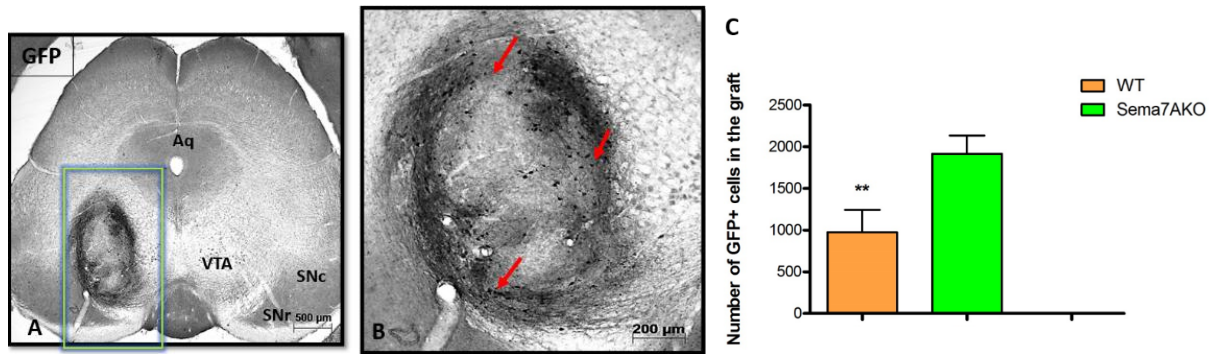 GFP
Aq
VTA
SNc
SNr
500 µm
A
B
200 µm
C
WT
Sema7AKO
Number of GFP+ cells in the graft
2500
2000
1500
1000
500
0
**